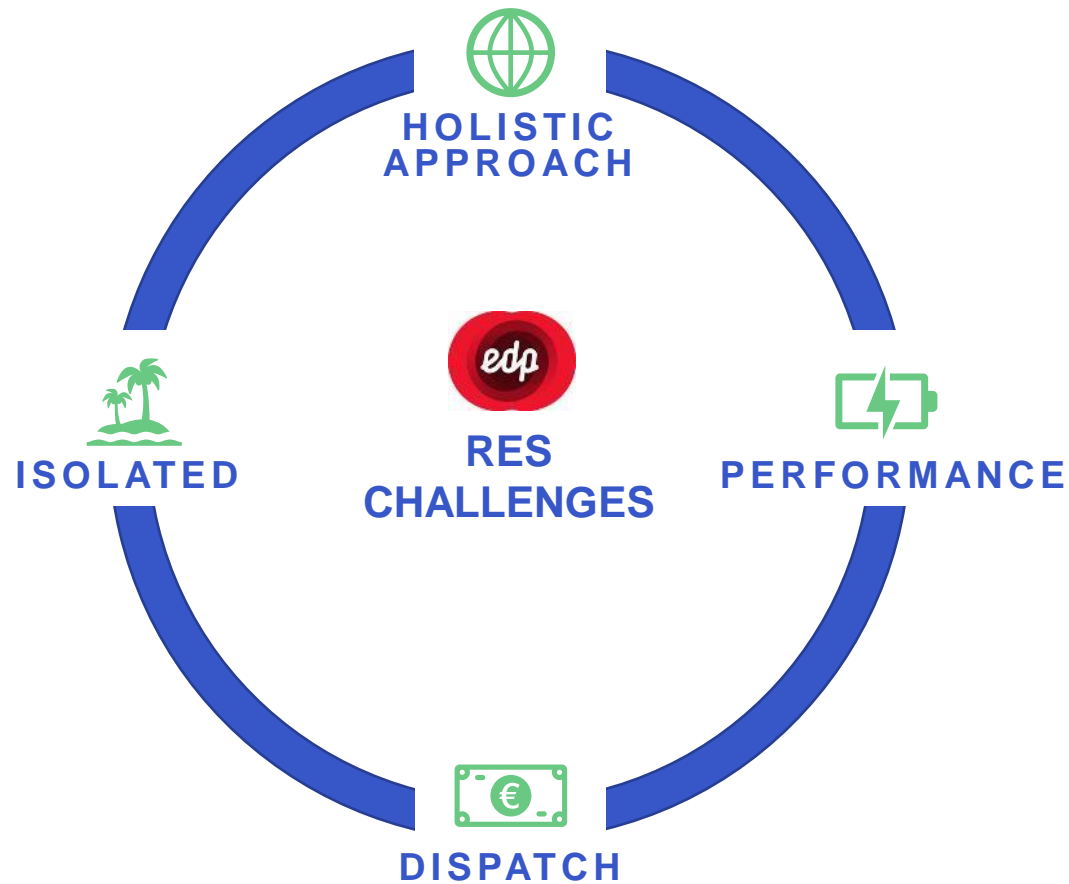 HOLISTIC
APPROACH
edp
RES
CHALLENGES
ISOLATED
PERFORMANCE
€
DISPATCH